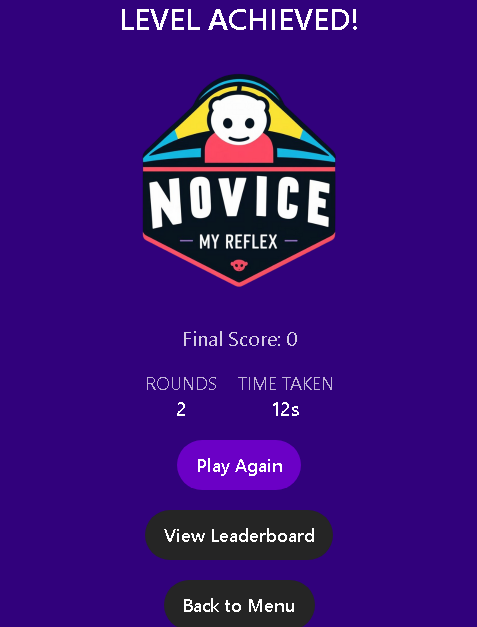 LEVEL ACHIEVED!
NOVICE
MY REFLEX
Final Score: 0
ROUNDS TIME TAKEN
2 12s
Play Again
View Leaderboard
Back to Menu